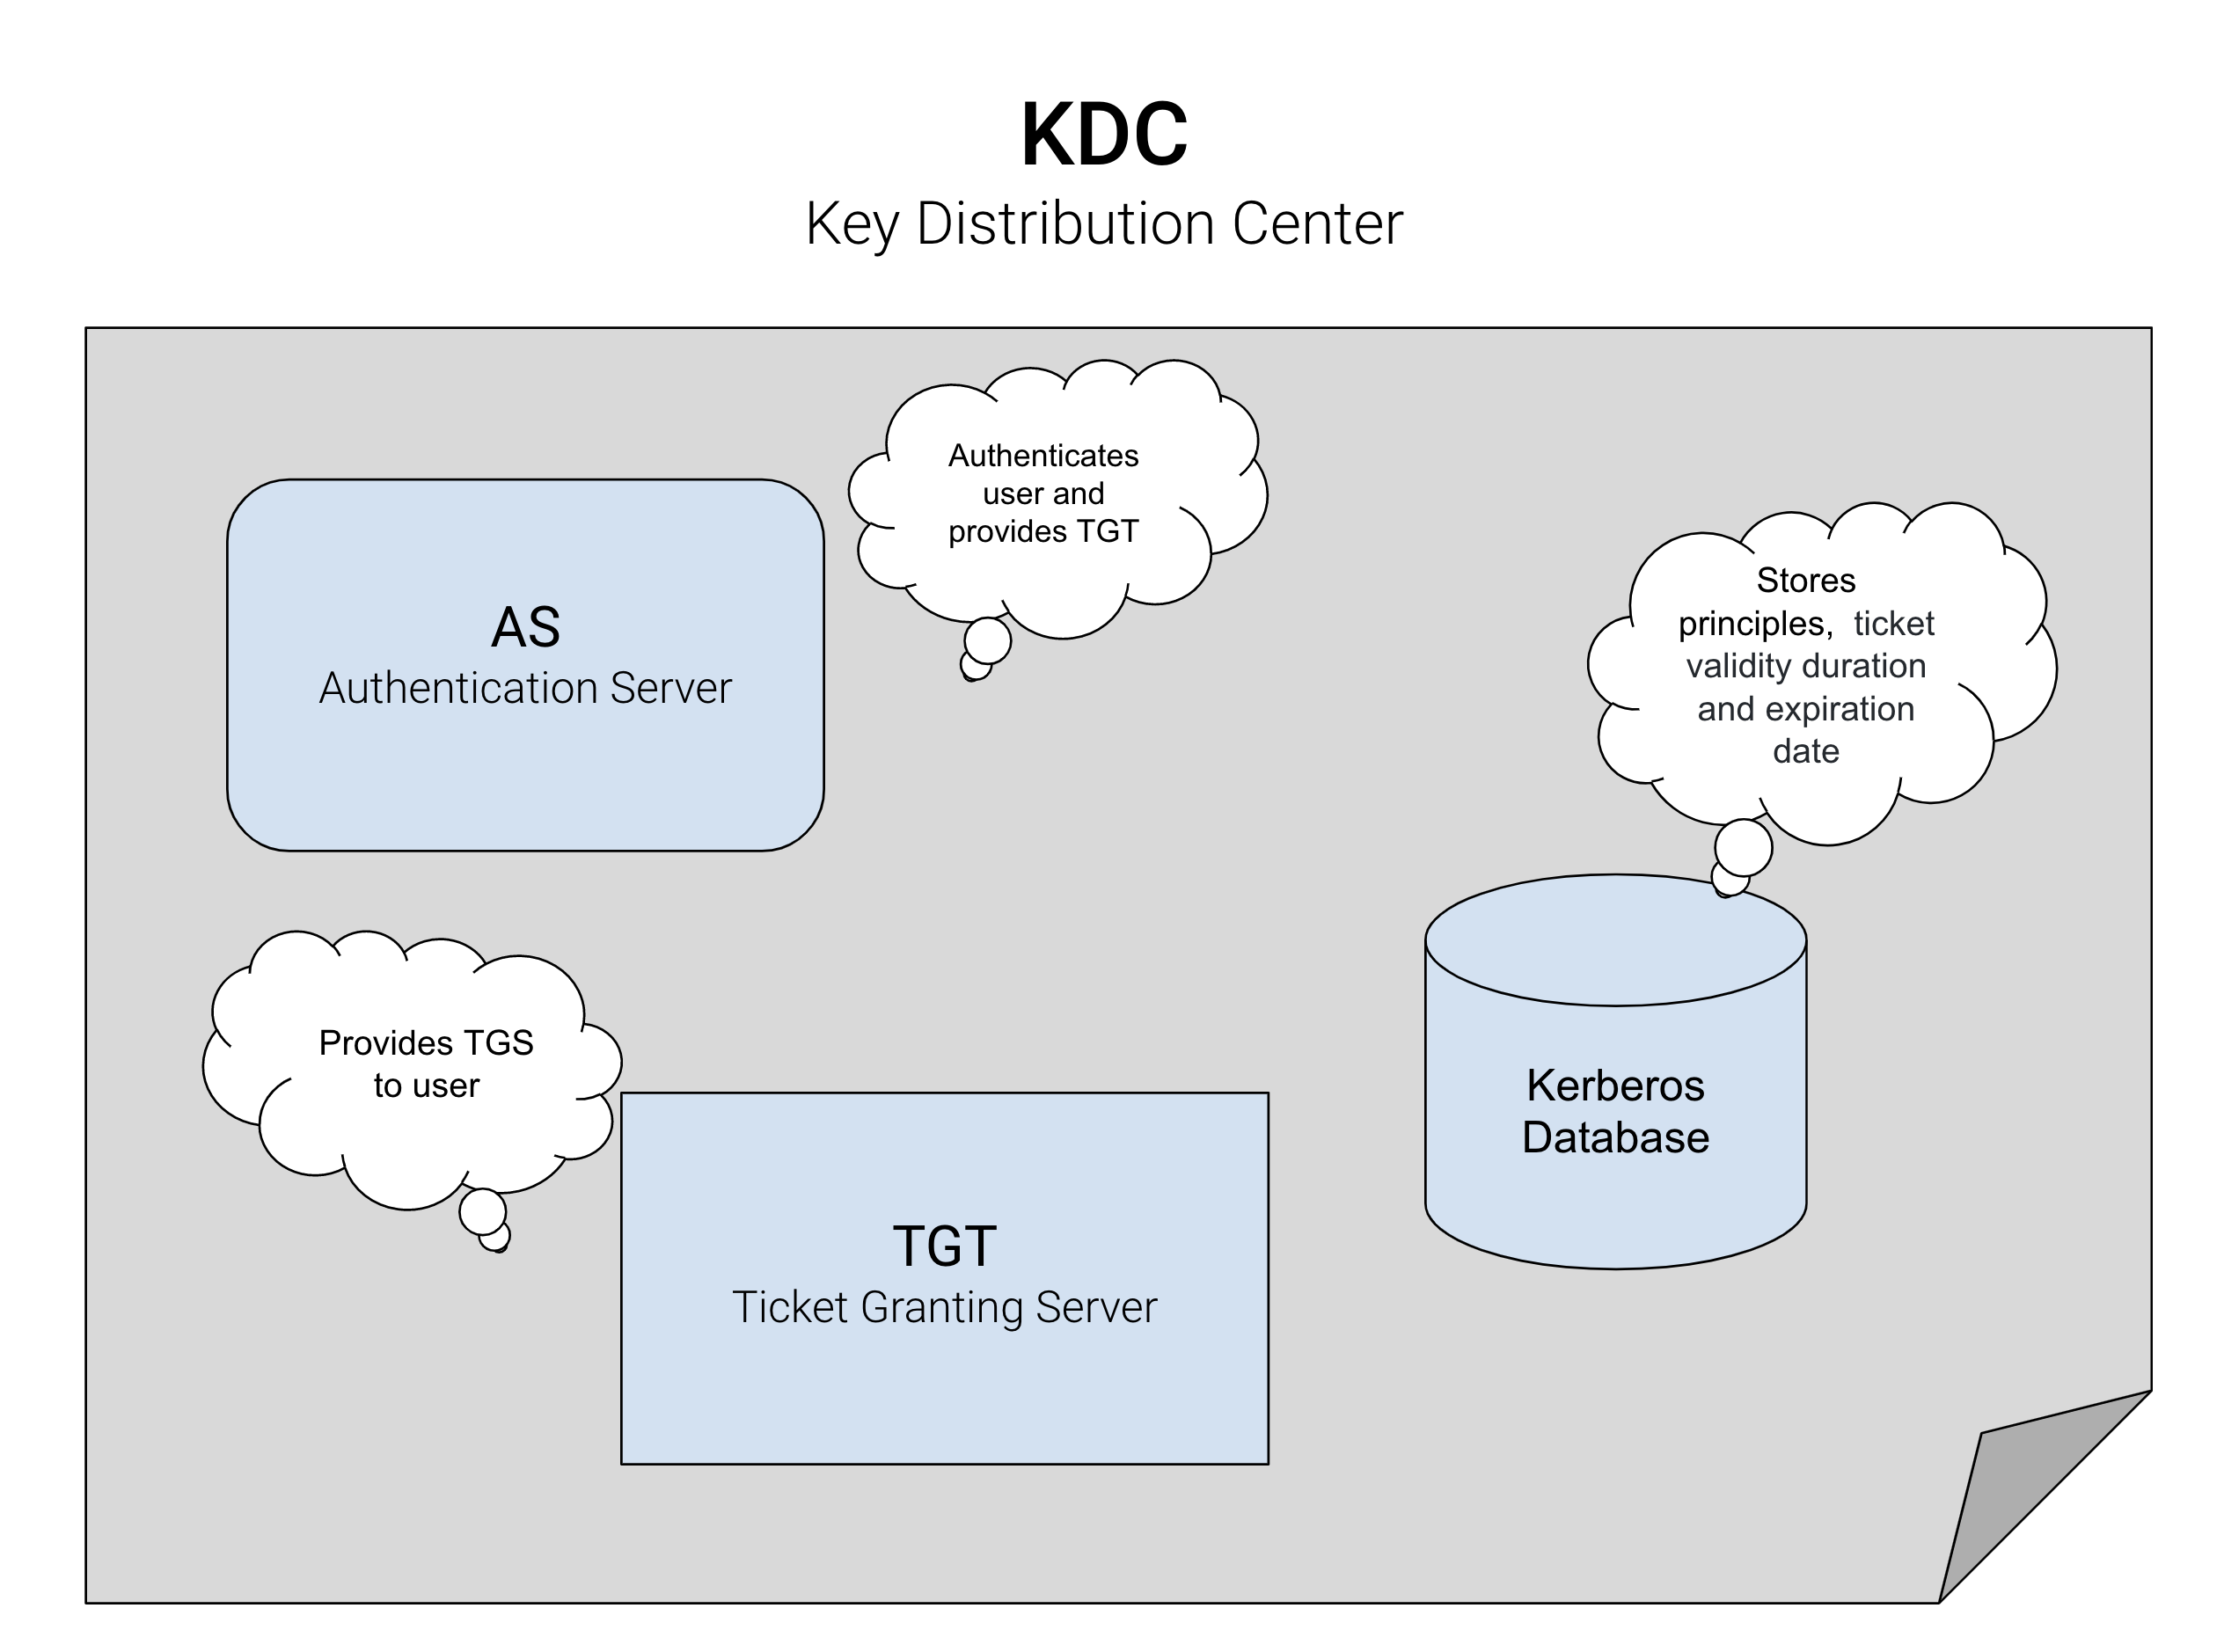 KDC
Key Distribution Center
Authenticates
user and
provides TGT
AS
Authentication Server
Stores
principles,  ticket
validity duration
and expiration
date
Provides TGS
to user
Kerberos
Database
TGT
Ticket Granting Server